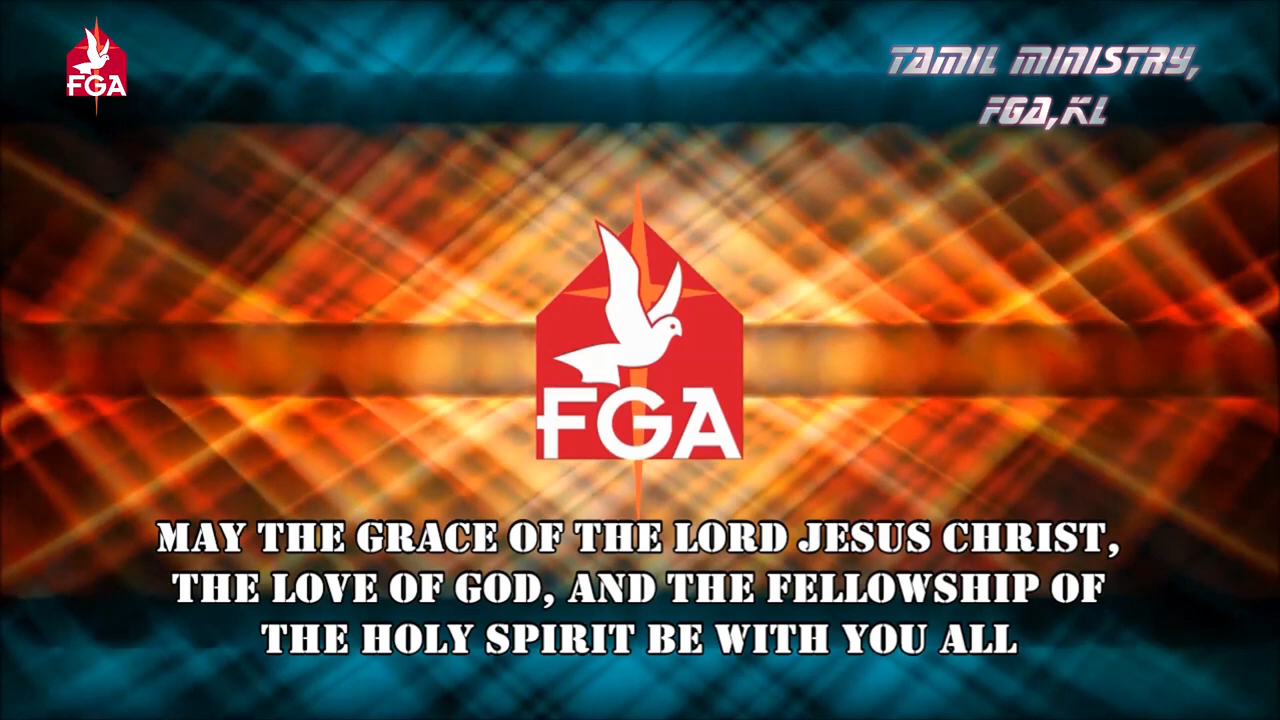 FGA
TAMIL MINISTRY,
FGA,KL
FGA
MAY THE GRACE OF THE LORD JESUS CHRIST,
THE LOVE OF GOD, AND THE FELLOWSHIP OF
THE HOLY SPIRIT BE WITH YOU ALL